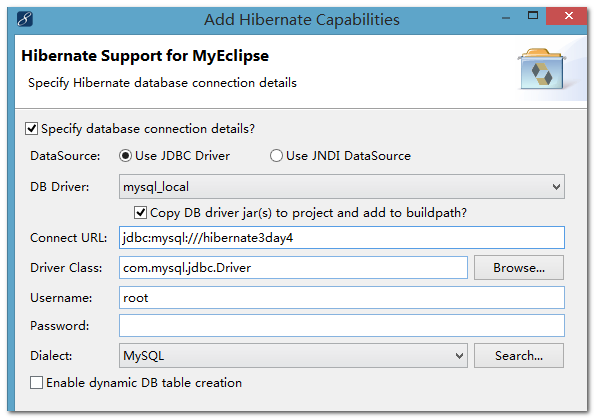 Add Hibernate Capabilities
Hibernate Support for MyEclipse
Specify Hibernate database connection details
Specify database connection details?
DataSource: Use JDBC Driver Use JNDI DataSource
DB Driver: mysql_local
Copy DB driver jar(s) to project and add to buildpath?
Connect URL: jdbc:mysql:///hibernate3day4
Driver Class: com.mysql.jdbc.Driver Browse...
Username: root
Password:
Dialect: MySQL Search...
Enable dynamic DB table creation